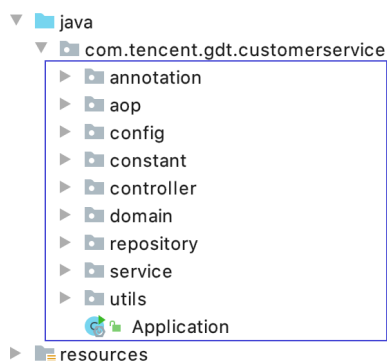 java
com.tencent.gdt.customerservice
annotation
aop
config
constant
controller
domain
repository
service
utils
Application
resources